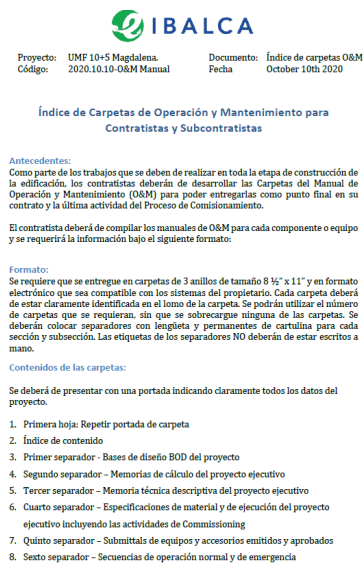 IBALCA
Proyecto: UMF 10+5 Magdalena. Documento: Índice de carpetas O&M
Código: 2020.10.10-O&M Manual Fecha October 10th 2020
Índice de Carpetas de Operación y Mantenimiento para
Contratistas y Subcontratistas
Antecedentes:
Como parte de los trabajos que se deben de realizar en toda la etapa de construcción de
la edificación, los contratistas deberán de desarrollar las Carpetas del Manual de
Operación y Mantenimiento (O&M) para poder entregarlas como punto final en su
contrato y la última actividad del Proceso de Comisionamiento.
El contratista deberá de compilar los manuales de O&M para cada componente o equipo
y se requerirá la información bajo el siguiente formato:
Formato:
Se requiere que se entregue en carpetas de 3 anillos de tamaño 8 ½" x 11" y en formato
electrónico que sea compatible con los sistemas del propietario. Cada carpeta deberá
de estar claramente identificada en el lomo de la carpeta. Se podrán utilizar el número
de carpetas que se requieran, sin que se sobrecargue ninguna de las carpetas. Se
deberán colocar separadores con lengüeta y permanentes de cartulina para cada
sección y subsección. Las etiquetas de los separadores NO deberán de estar escritos a
mano.
Contenidos de las carpetas:
Se deberá de presentar con una portada indicando claramente todos los datos del
proyecto.
1. Primera hoja: Repetir portada de carpeta
2. Índice de contenido
3. Primer separador - Bases de diseño BOD del proyecto
4. Segundo separador – Memorias de cálculo del proyecto ejecutivo
5. Tercer separador – Memoria técnica descriptiva del proyecto ejecutivo
6. Cuarto separador – Especificaciones de material y de ejecución del proyecto
ejecutivo incluyendo las actividades de Commissioning
7. Quinto separador – Submittals de equipos y accesorios emitidos y aprobados
8. Sexto separador – Secuencias de operación normal y de emergencia